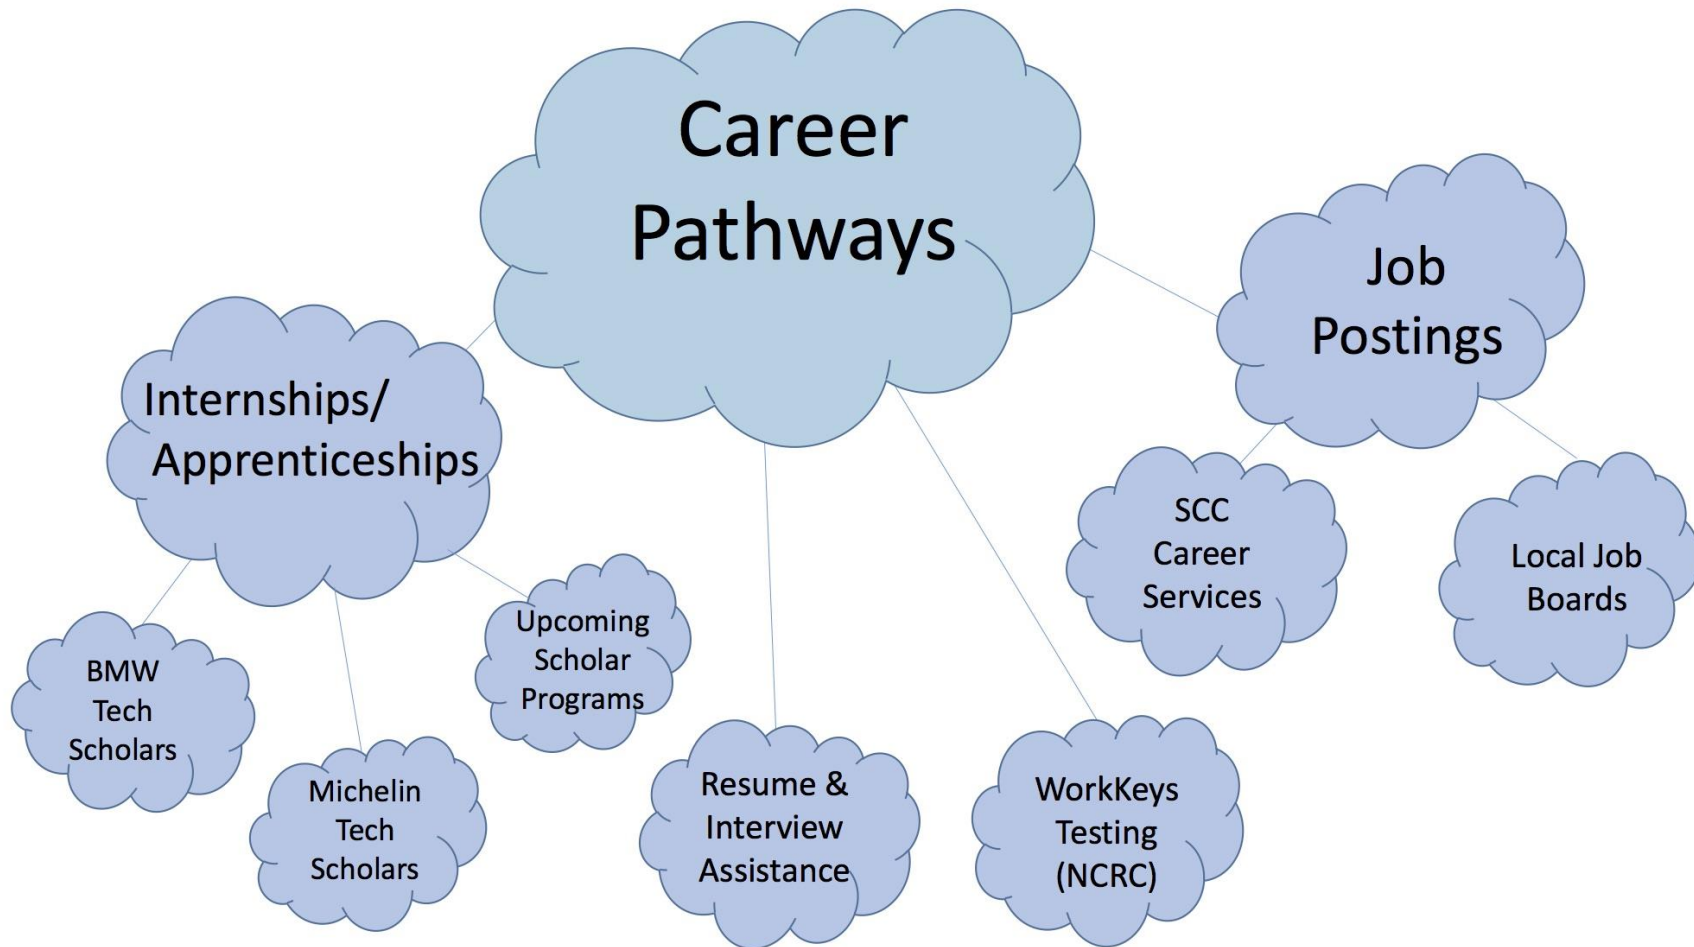 Career
Pathways
Job
Postings
Internships/
Apprenticeships
SCC
Career
Services
Local Job
Boards
Upcoming
Scholar
Programs
BMW
Tech
Scholars
Michelin
Tech
Scholars
Resume &
Interview
Assistance
WorkKeys
Testing
(NCRC)